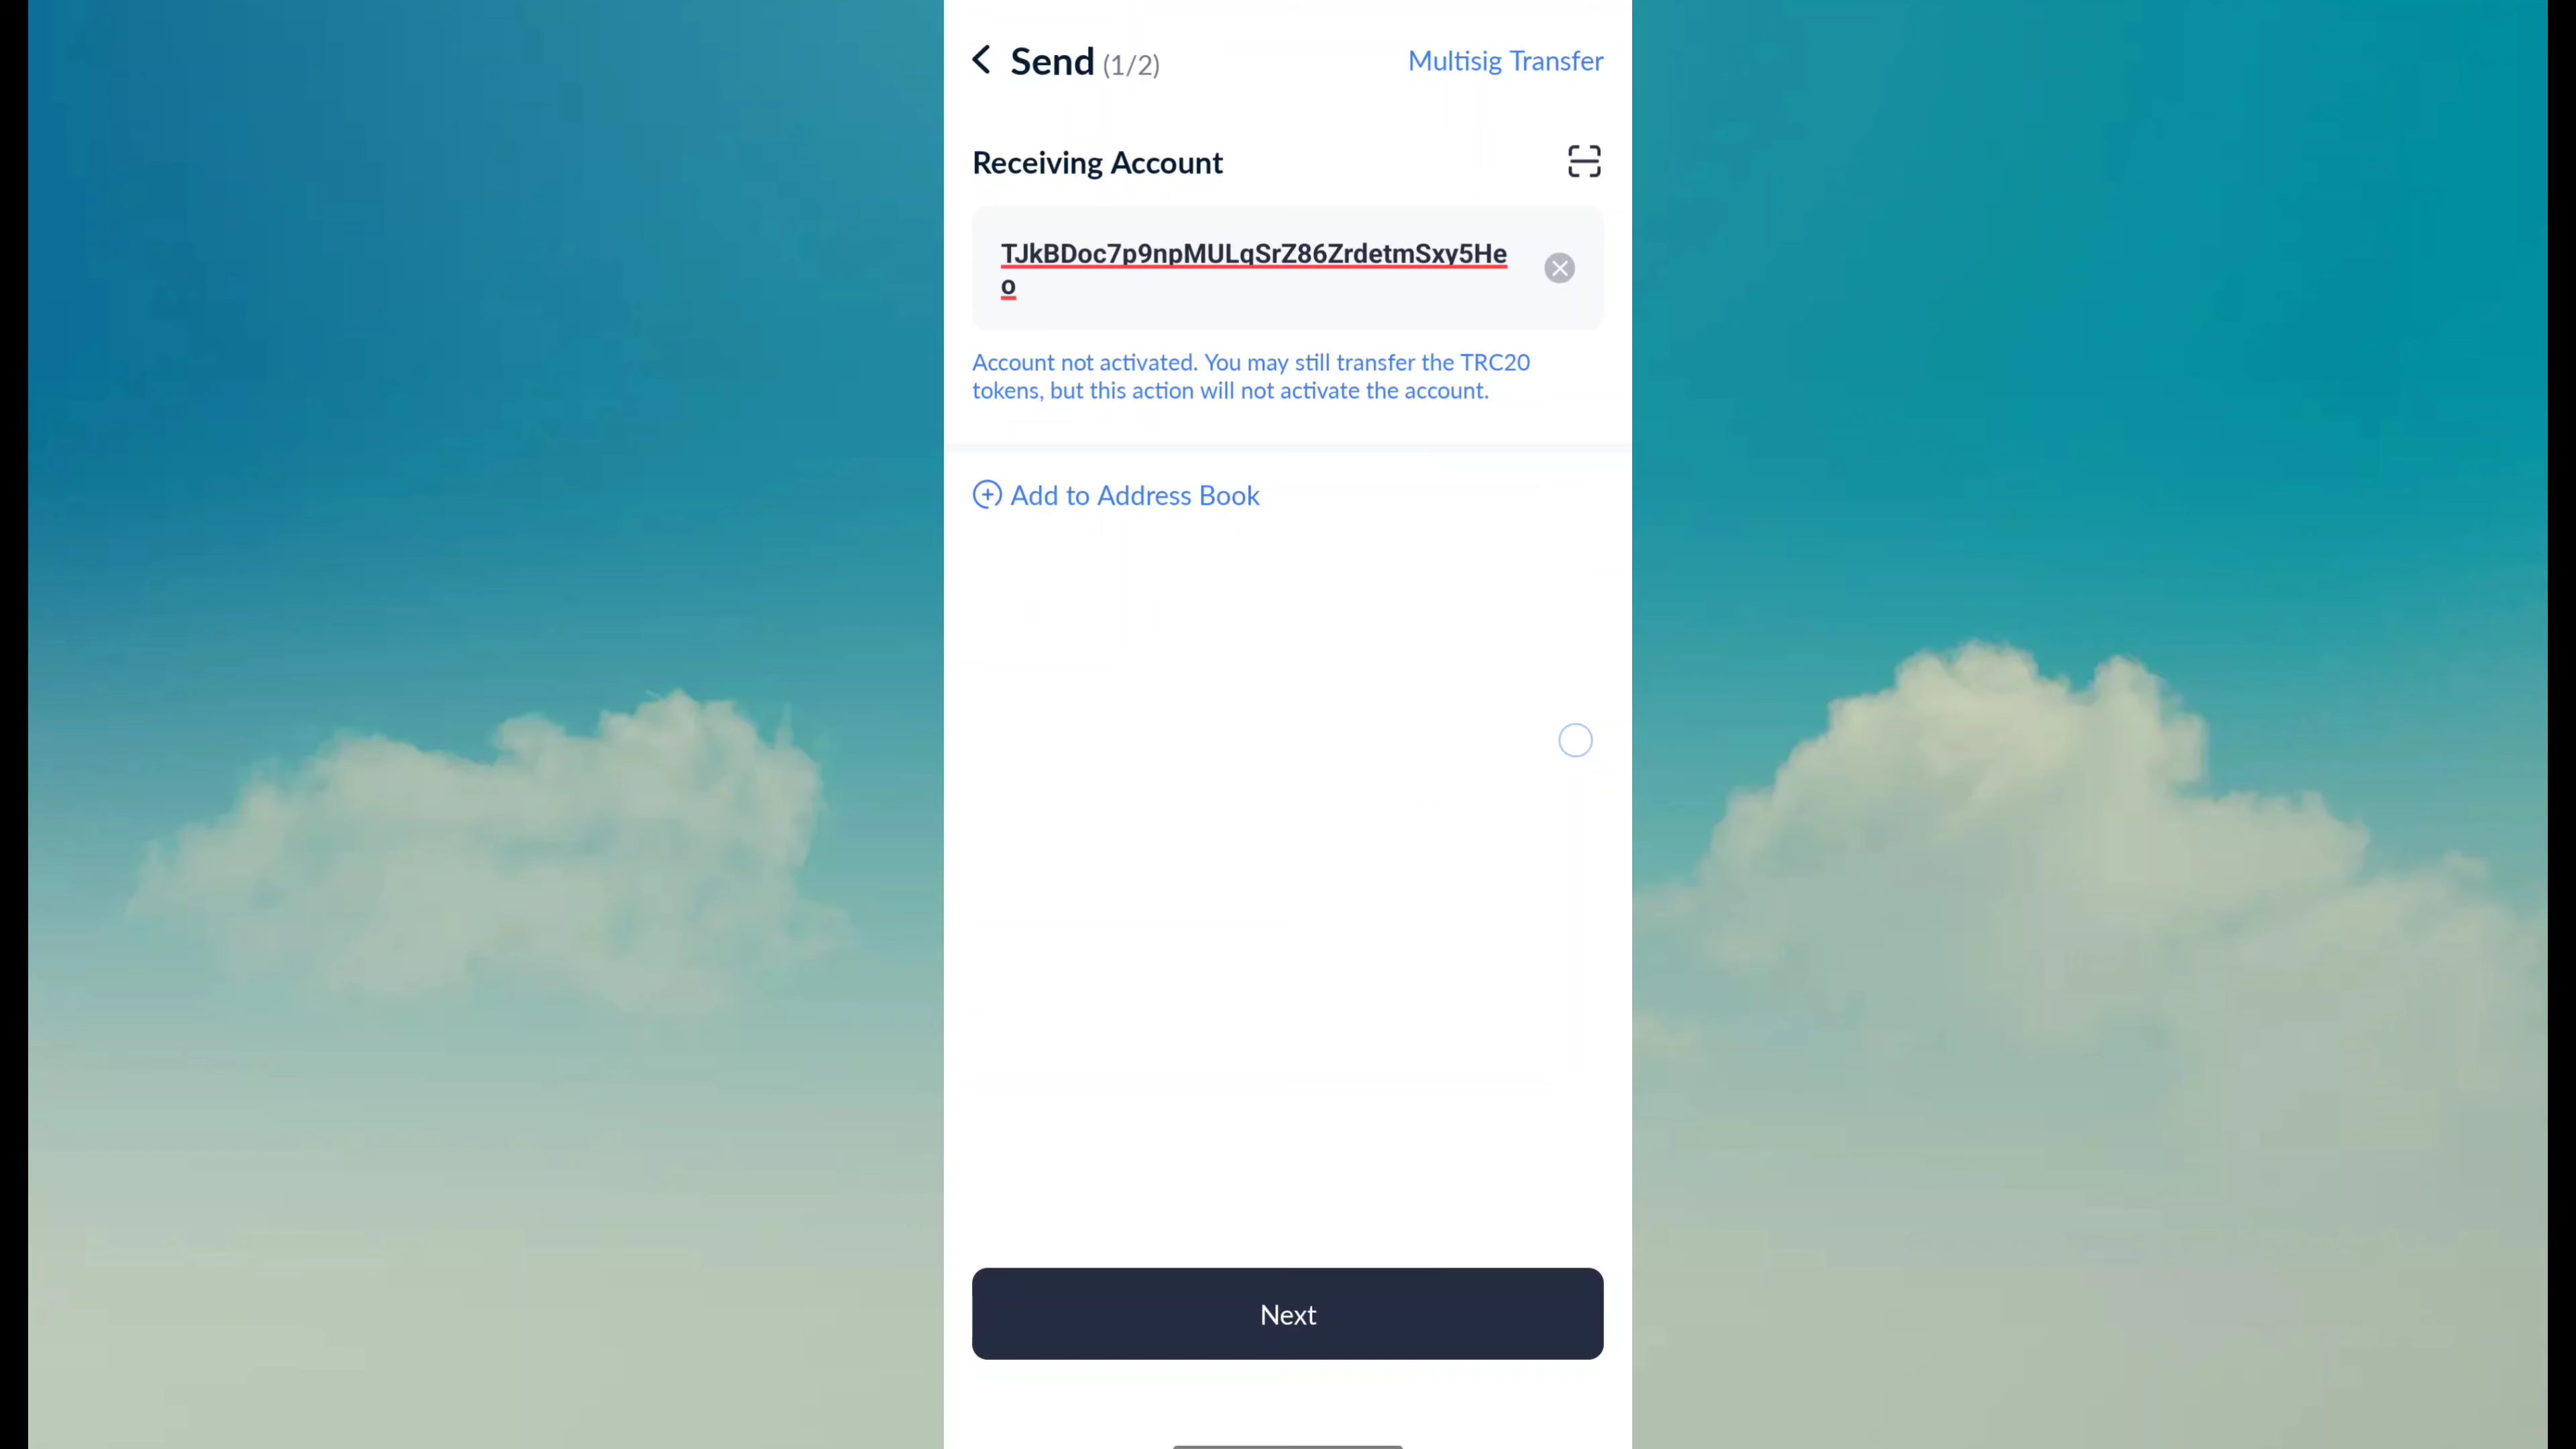 Send (1/2)
Multisig Transfer
Receiving Account
TJkBDoc7p9npMULqSrZ86ZrdetmSxy5He
o
Account not activated. You may still transfer the TRC20
tokens, but this action will not activate the account.
Add to Address Book
Next